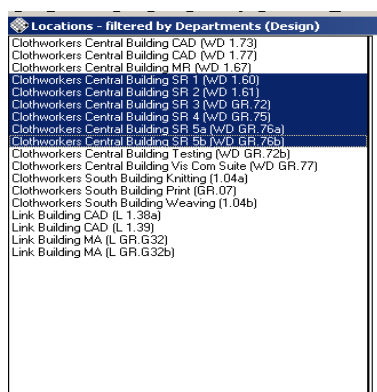 Locations - filtered by Departments (Design)
Clothworkers Central Building CAD (WD 1.73)
Clothworkers Central Building CAD (WD 1.77)
Clothworkers Central Building MR (WD 1.67)
Clothworkers Central Building SR 1 (WD 1.60)
Clothworkers Central Building SR 2 (WD 1.61)
Clothworkers Central Building SR 3 (WD GR.72)
Clothworkers Central Building SR 4 (WD GR.75)
Clothworkers Central Building SR 5a (WD GR.76a)
Clothworkers Central Building SR 5b (WD GR.76b)
Clothworkers Central Building Testing (WD GR.72b)
Clothworkers Central Building Vis Com Suite (WD GR.77)
Clothworkers South Building Knitting (1.04a)
Clothworkers South Building Print (GR.07)
Clothworkers South Building Weaving (1.04b)
Link Building CAD (L 1.38a)
Link Building CAD (L 1.39)
Link Building MA (L GR.G32)
Link Building MA (L GR.G32b)